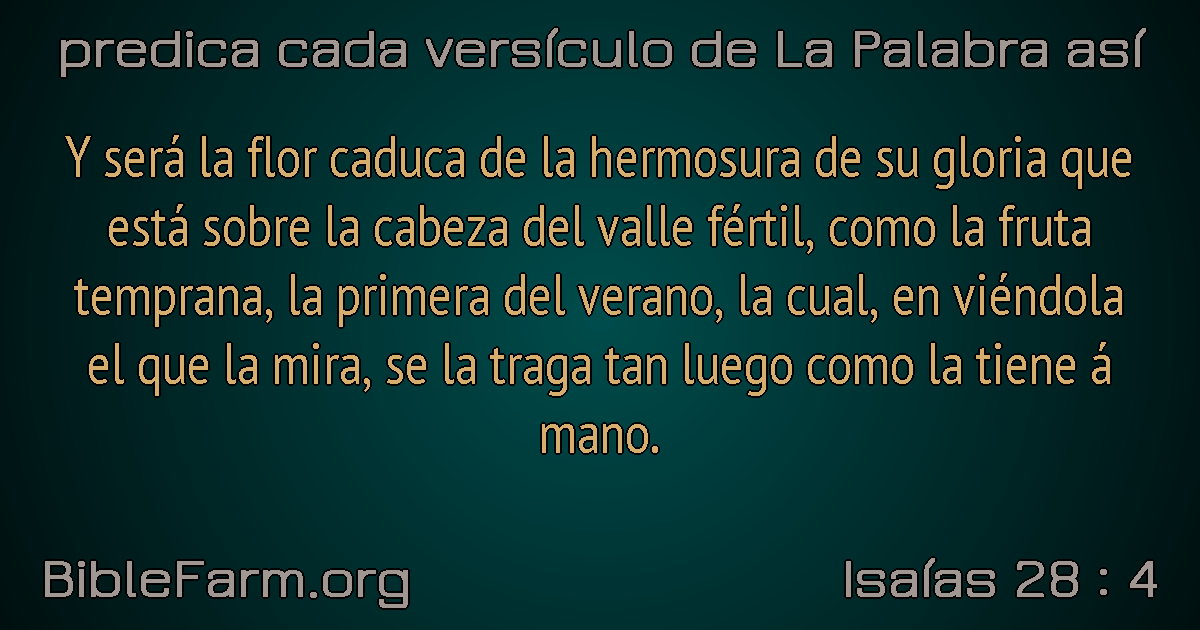 predica cada versículo de La Palabra así
Y será la flor caduca de la hermosura de su gloria que
está sobre la cabeza del valle fértil, como la fruta
temprana, la primera del verano, la cual, en viéndola
el que la mira, se la traga tan luego como la tiene á
mano.
BibleFarm.org
Isaías 28 : 4